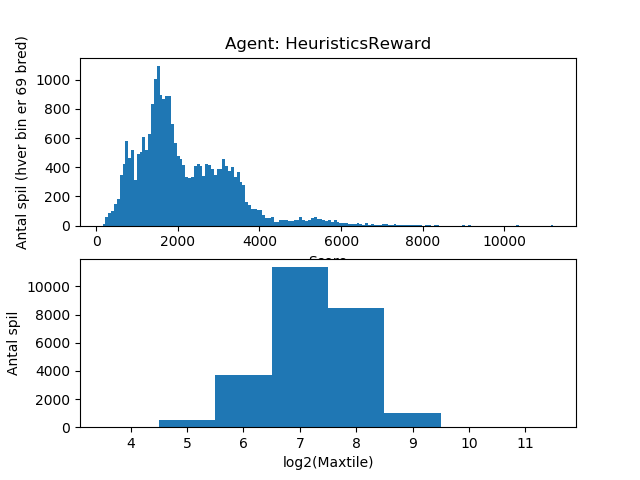 Agent: HeuristicsReward
Antal spil (hver bin er 69 bred)
1000
800
600
400
200
0
0 2000 4000 6000 8000 10000
Antal spil
10000
8000
6000
4000
2000
0
4 5 6 7 8 9 10 11
log2(Maxtile)